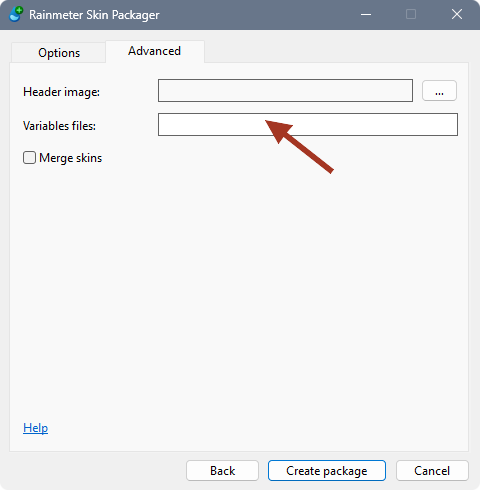 Rainmeter Skin Packager
Options
Advanced
Header image:
...
Variables files:
Merge skins
Help
Back
Create package
Cancel